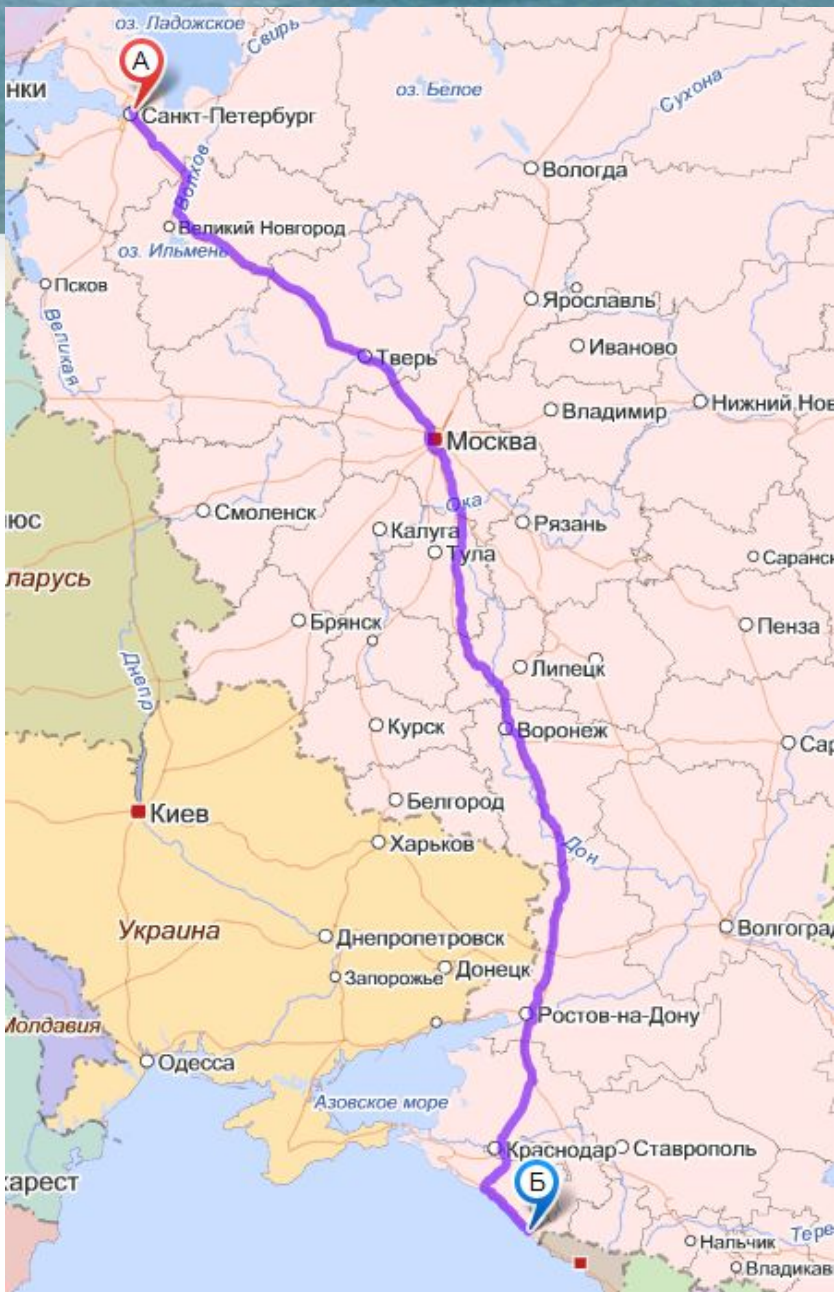 оз. Ладожское
Свирь
А
нки
оз. Белое
Сухона
Санкт-Петербург
Волхов
Вологда
Великий Новгород
оз. Ильмень
Псков
Ярославль
Великая
Иваново
Тверь
Владимир
Нижний Нов
Москва
Ока
Смоленск
Рязань
юс
Калуга
Тула
Саранск
ларусь
Брянск
Пенза
Липецк
Днепр
Курск
Воронеж
Сар
Белгород
Киев
Харьков
Дон
Украина
Днепропетровск
Волгоград
Запорожье
Донецк
Ростов-на-Дону
Молдавия
Одесса
Азовское море
Краснодар
Ставрополь
карест
Б
Тере
Нальчик
Владикав